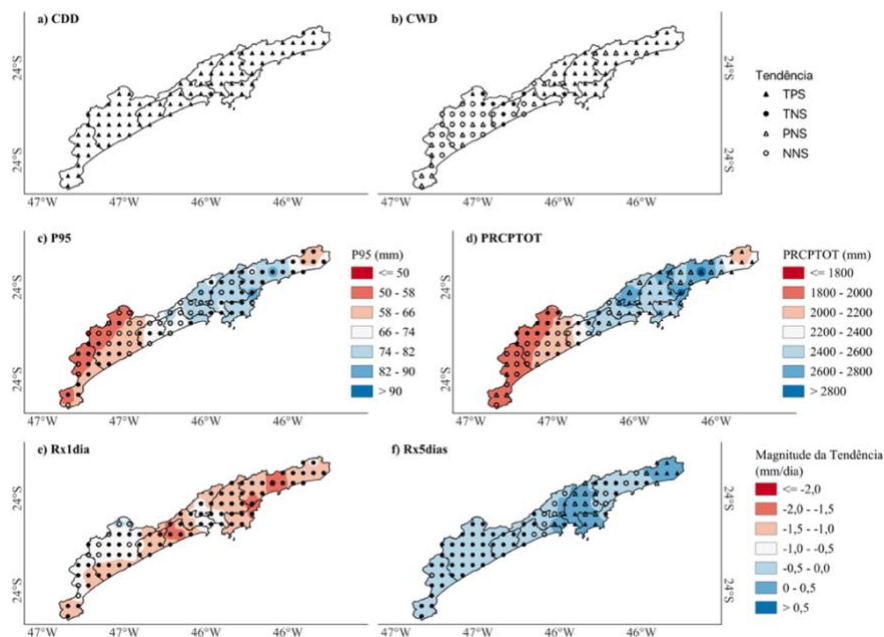 a) CDD
b) CWD
24°S
24°S
24°S
24°S
47°W 47°W 46°W 46°W
47°W 47°W 46°W 46°W
Tendência
TPS
TNS
PNS
NNS
c) P95
d) PRCPTOT
24°S
24°S
P95 (mm)
<= 50
50 - 58
58 - 66
66 - 74
74 - 82
82 - 90
> 90
PRCPTOT (mm)
<= 1800
1800 - 2000
2000 - 2200
2200 - 2400
2400 - 2600
2600 - 2800
> 2800
47°W 47°W 46°W 46°W
47°W 47°W 46°W 46°W
e) Rx1dia
f) Rx5dias
24°S
24°S
Magnitude da Tendência
(mm/dia)
<= -2,0
-2,0 - -1,5
-1,5 - -1,0
-1,0 - -0,5
-0,5 - 0,0
0 - 0,5
> 0,5
47°W 47°W 46°W 46°W
47°W 47°W 46°W 46°W